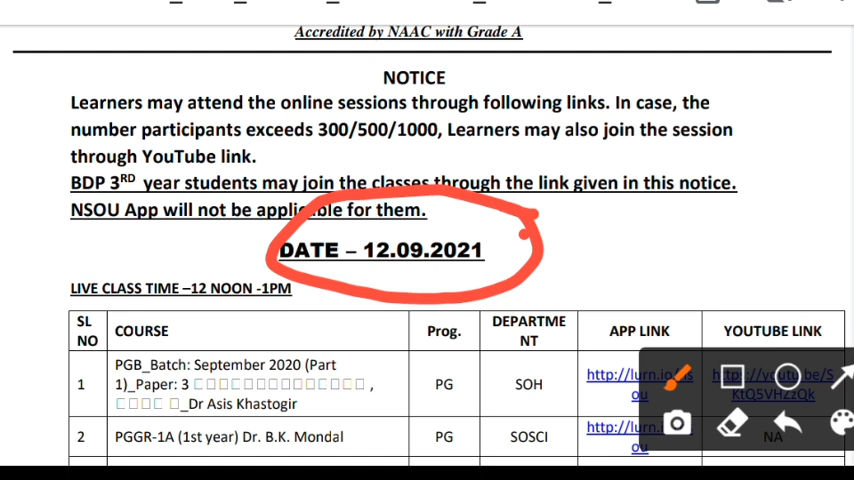 Accredited by NAAC with Grade A
NOTICE
Learners may attend the online sessions through following links. In case, the
number participants exceeds 300/500/1000, Learners may also join the session
through YouTube link.
BDP 3RD year students may join the classes through the link given in this notice.
NSOU App will not be applicable for them.
DATE – 12.09.2021
LIVE CLASS TIME –12 NOON -1PM
SL NO COURSE Prog. DEPARTME NT APP LINK YOUTUBE LINK
1 PGB_Batch: September 2020 (Part
1)_Paper: 3 ,
_Dr Asis Khastogir PG SOH http://lurn.io/ ou https://youtu.be/S KtQ5VHzzQk
2 PGGR-1A (1st year) Dr. B.K. Mondal PG SOSCI http://lurn. ou NA